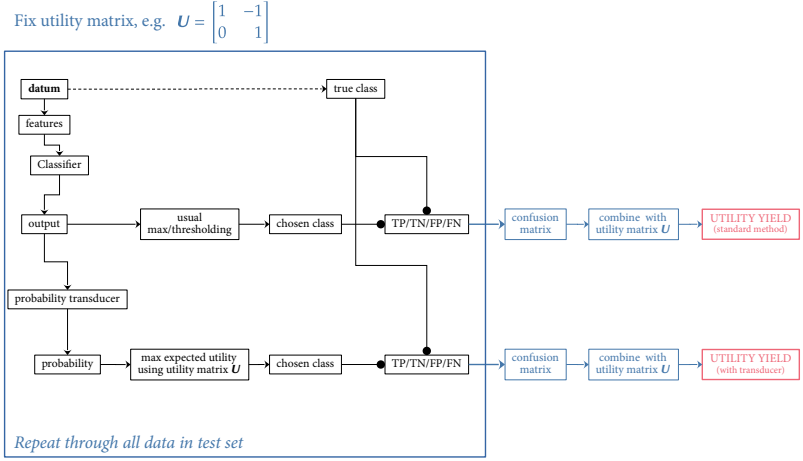 Fix utility matrix, e.g. U = [1 −1
0 1]
datum
true class
features
Classifier
output
usual
max/thresholding
chosen class
TP/TN/FP/FN
confusion
matrix
combine with
utility matrix U
UTILITY YIELD
(standard method)
probability transducer
probability
max expected utility
using utility matrix U
chosen class
TP/TN/FP/FN
confusion
matrix
combine with
utility matrix U
UTILITY YIELD
(with transducer)
Repeat through all data in test set